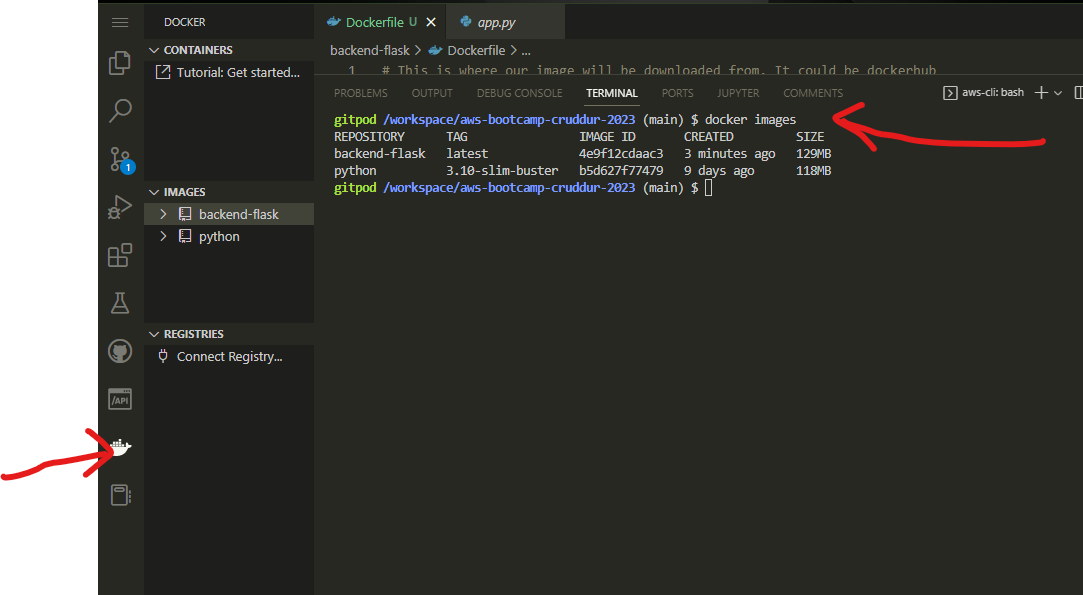 DOCKER
CONTAINERS
Tutorial: Get started...
IMAGES
backend-flask
python
REGISTRIES
Connect Registry...
1
/API
Dockerfile U
app.py
backend-flask > Dockerfile > ...
1 # This is where our image will be downloaded from. It could be dockerhub
PROBLEMS OUTPUT DEBUG CONSOLE TERMINAL PORTS JUPYTER COMMENTS aws-cli: bash
gitpod /workspace/aws-bootcamp-cruddur-2023 (main) $ docker images
REPOSITORY TAG IMAGE ID CREATED SIZE
backend-flask latest 4e9f12cdaac3 3 minutes ago 129MB
python 3.10-slim-buster b5d627f77479 9 days ago 118MB
gitpod /workspace/aws-bootcamp-cruddur-2023 (main) $